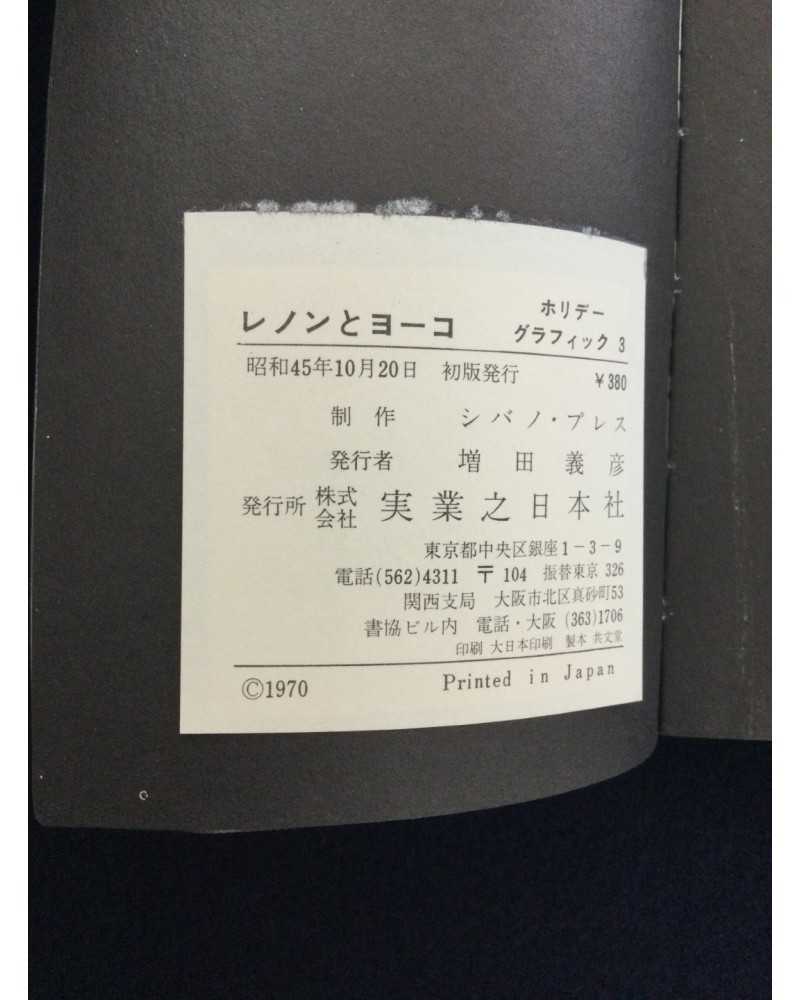 レノンとヨーコ ホリデー
グラフィック 3
昭和45年10月20日 初版発行 ¥380
制作 シバノ・プレス
発行者 増田義彦
発行所 株式会社 実業之日本社
東京都中央区銀座1-3-9
電話(562)4311 〒104 振替東京 326
関西支局 大阪市北区真砂町53
書協ビル内 電話・大阪 (363)1706
印刷 大日本印刷 製本 共文堂
©1970 Printed in Japan